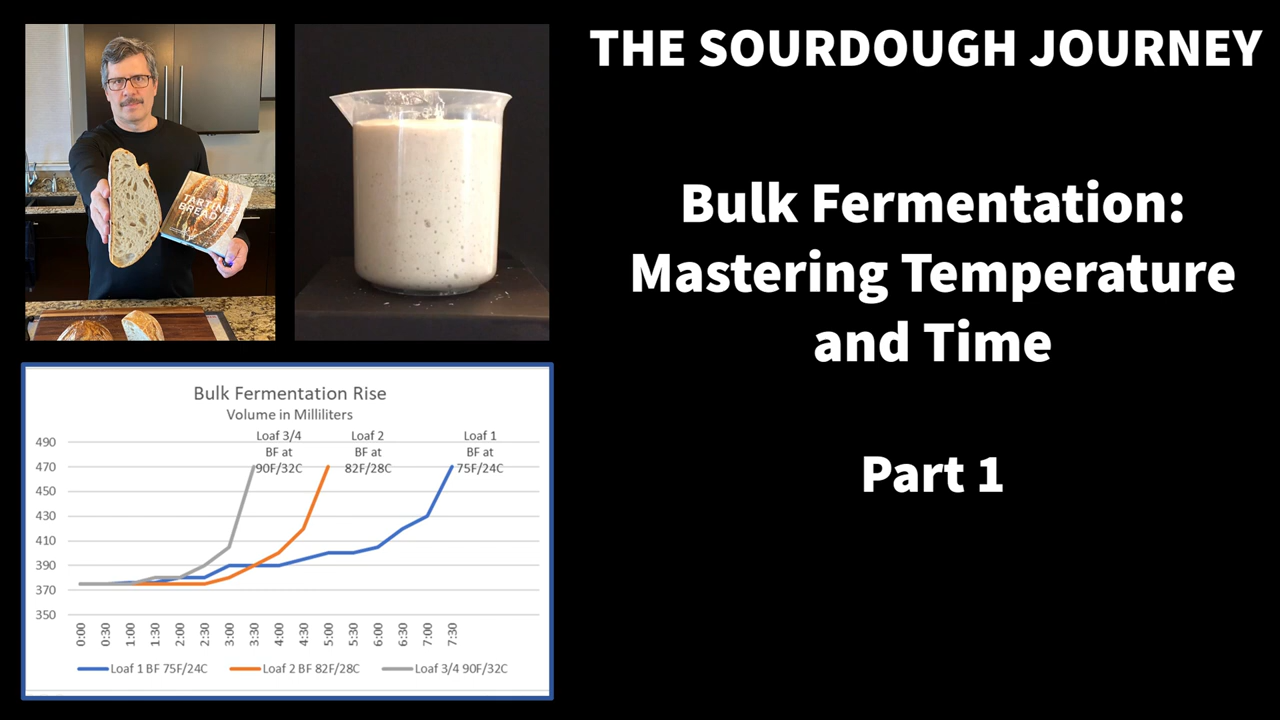 THE SOURDOUGH JOURNEY
Bulk Fermentation:
Mastering Temperature
and Time
Part 1
TARTINE
BREAD
Bulk Fermentation Rise
Volume in Milliliters
Loaf 3/4
BF at
90F/32C
Loaf 2
BF at
82F/28C
Loaf 1
BF at
75F/24C
490
470
450
430
410
390
370
350
0:00
0:30
1:00
1:30
2:00
2:30
3:00
3:30
4:00
4:30
5:00
5:30
6:00
6:30
7:00
7:30
Loaf 1 BF 75F/24C
Loaf 2 BF 82F/28C
Loaf 3/4 90F/32C